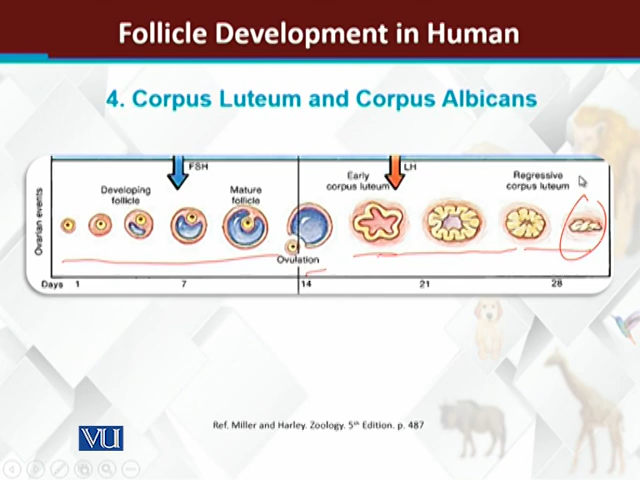 Follicle Development in Human
4. Corpus Luteum and Corpus Albicans
FSH
LH
Early
corpus luteum
Regressive
corpus luteum
Developing
follicle
Mature
follicle
Ovarian events
Ovulation
Days 1 7 14 21 28
Ref. Miller and Harley. Zoology. 5th Edition. p. 487
VU